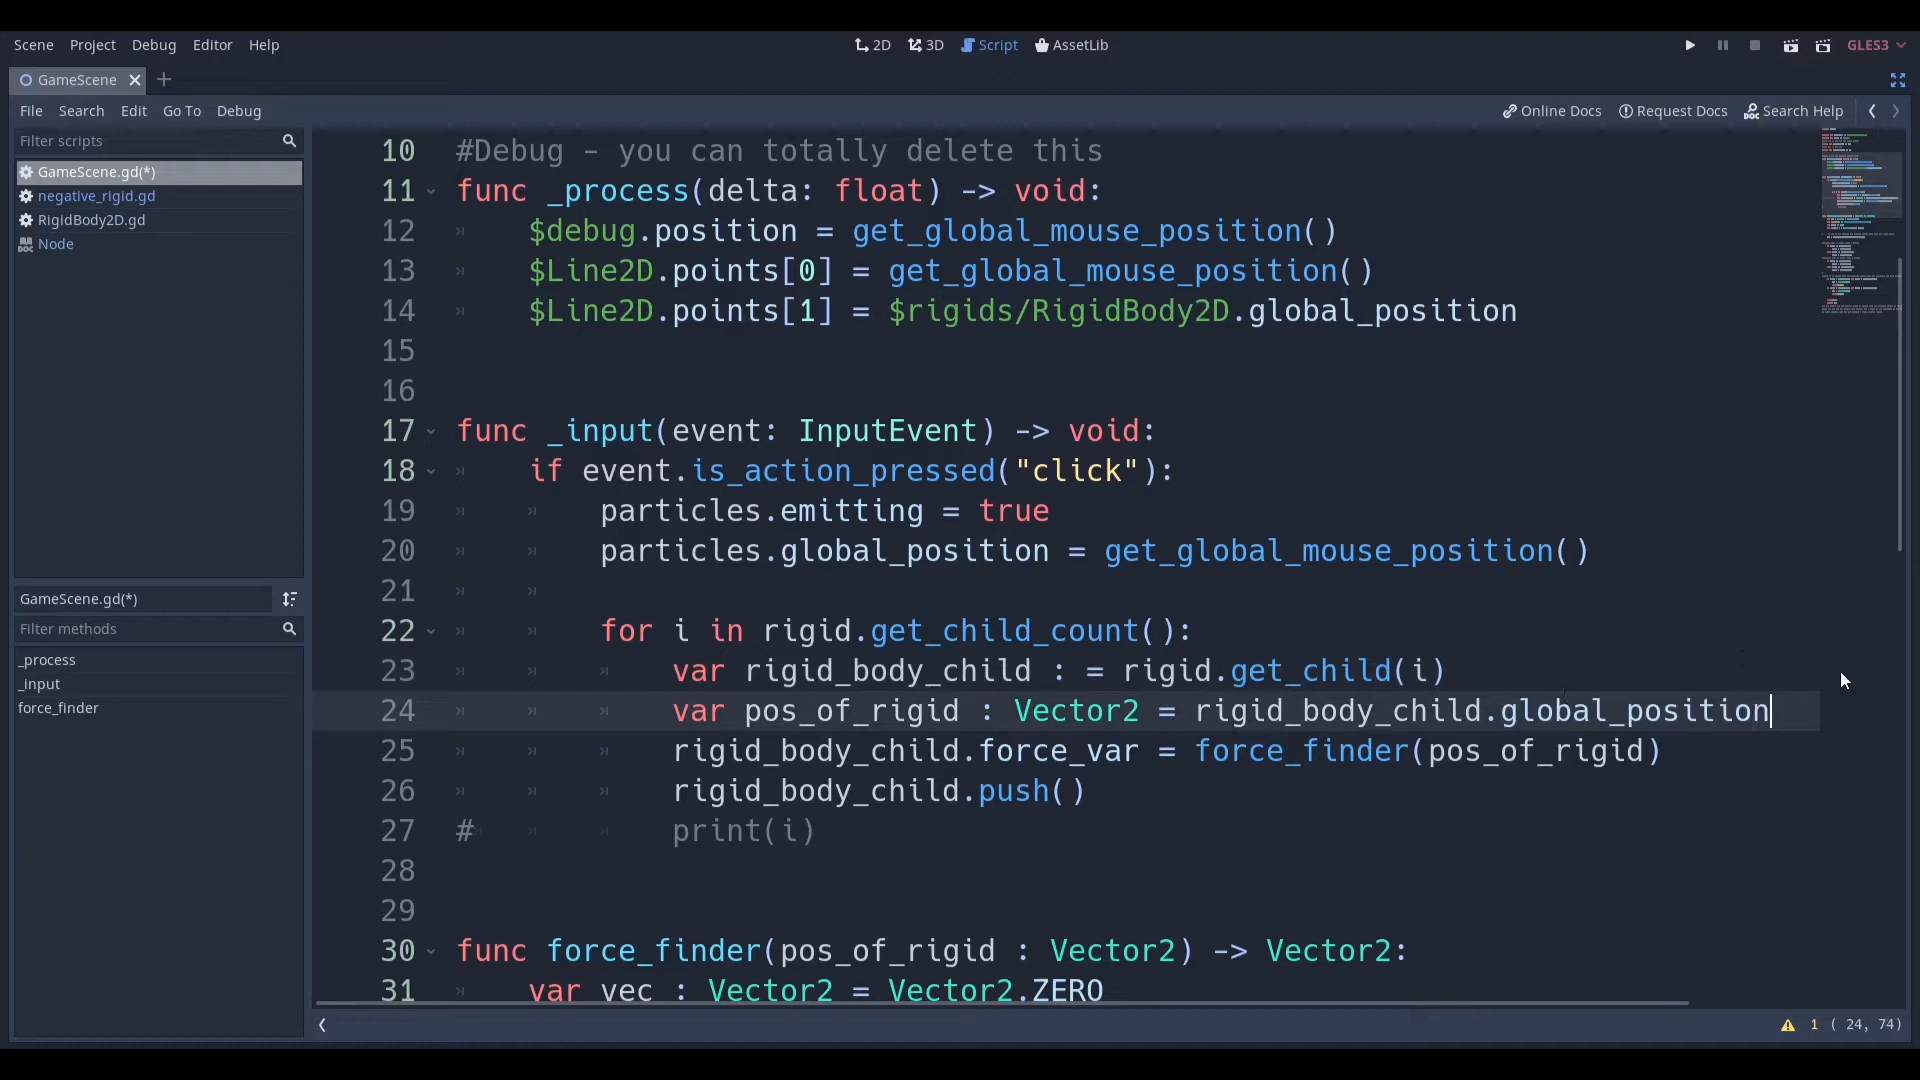 Scene Project Debug Editor Help 2D 3D Script AssetLib GLES3
GameScene
File Search Edit Go To Debug Online Docs Request Docs Search Help
Filter scripts
GameScene.gd(*)
negative_rigid.gd
RigidBody2D.gd
Node
GameScene.gd(*)
Filter methods
_process
_input
force_finder
10 #Debug - you can totally delete this
11 func _process(delta: float) -> void:
12 $debug.position = get_global_mouse_position()
13 $Line2D.points[0] = get_global_mouse_position()
14 $Line2D.points[1] = $rigids/RigidBody2D.global_position
15
16
17 func _input(event: InputEvent) -> void:
18 if event.is_action_pressed("click"):
19 particles.emitting = true
20 particles.global_position = get_global_mouse_position()
21
22 for i in rigid.get_child_count():
23 var rigid_body_child : = rigid.get_child(i)
24 var pos_of_rigid : Vector2 = rigid_body_child.global_position
25 rigid_body_child.force_var = force_finder(pos_of_rigid)
26 rigid_body_child.push()
27 # print(i)
28
29
30 func force_finder(pos_of_rigid : Vector2) -> Vector2:
31 var vec : Vector2 = Vector2.ZERO
1 ( 24, 74)